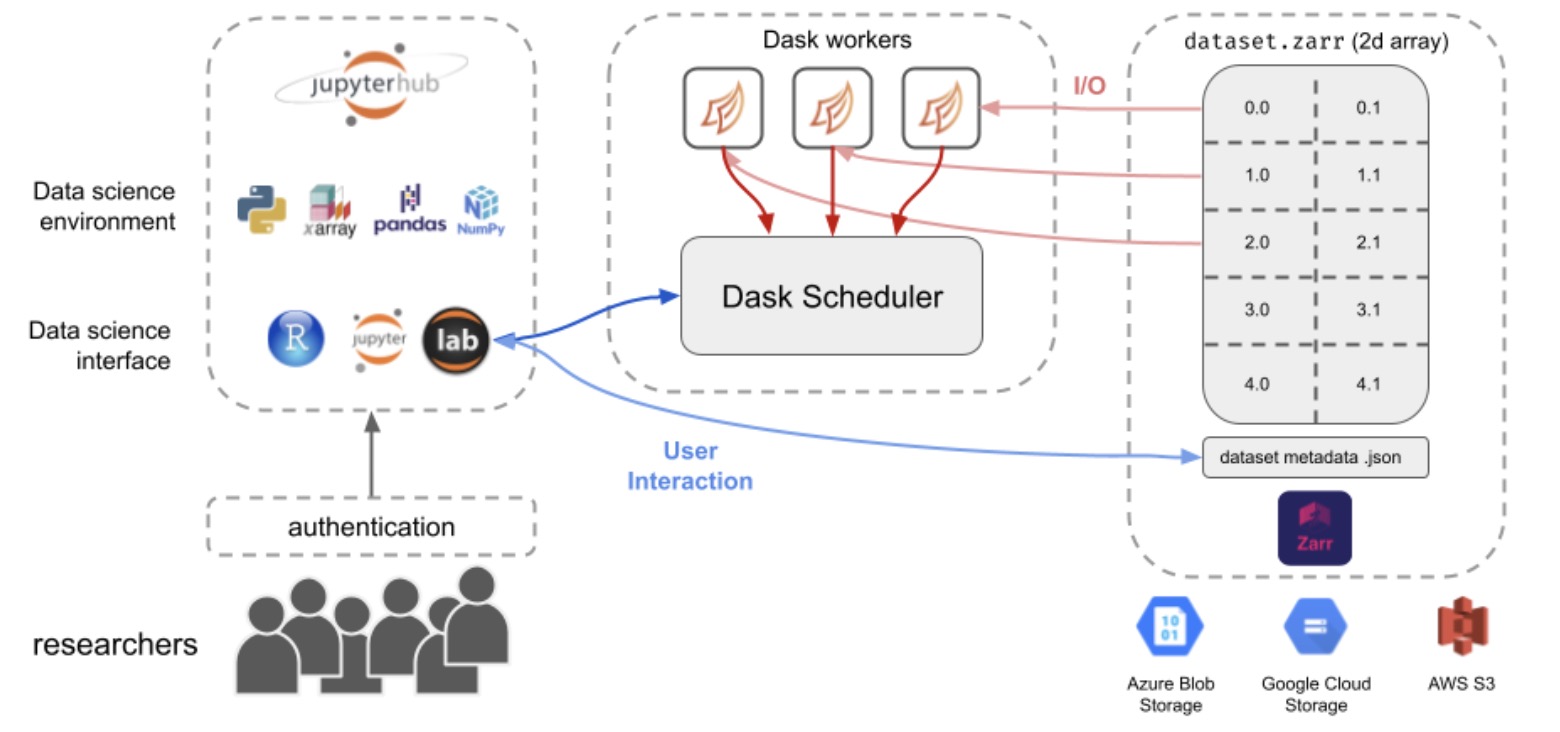 jupyterhub
Data science
environment
xarray
pandas
NumPy
Data science
interface
R
jupyter
lab
authentication
researchers
Dask workers
Dask Scheduler
User
Interaction
I/O
dataset.zarr (2d array)
0.0 0.1
1.0 1.1
2.0 2.1
3.0 3.1
4.0 4.1
dataset metadata .json
Zarr
10
01
Azure Blob
Storage
Google Cloud
Storage
AWS S3